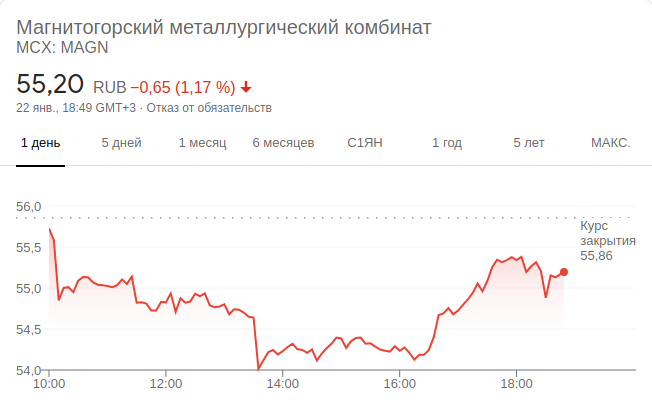 Магнитогорский металлургический комбинат
MCX: MAGN
55,20 RUB −0,65 (1,17 %)
22 янв., 18:49 GMT+3 · Отказ от обязательств
1 день 5 дней 1 месяц 6 месяцев С1ЯН 1 год 5 лет МАКС.
56,0
Курс
закрытия
55,86
55,5
55,0
54,5
54,0
10:00 12:00 14:00 16:00 18:00